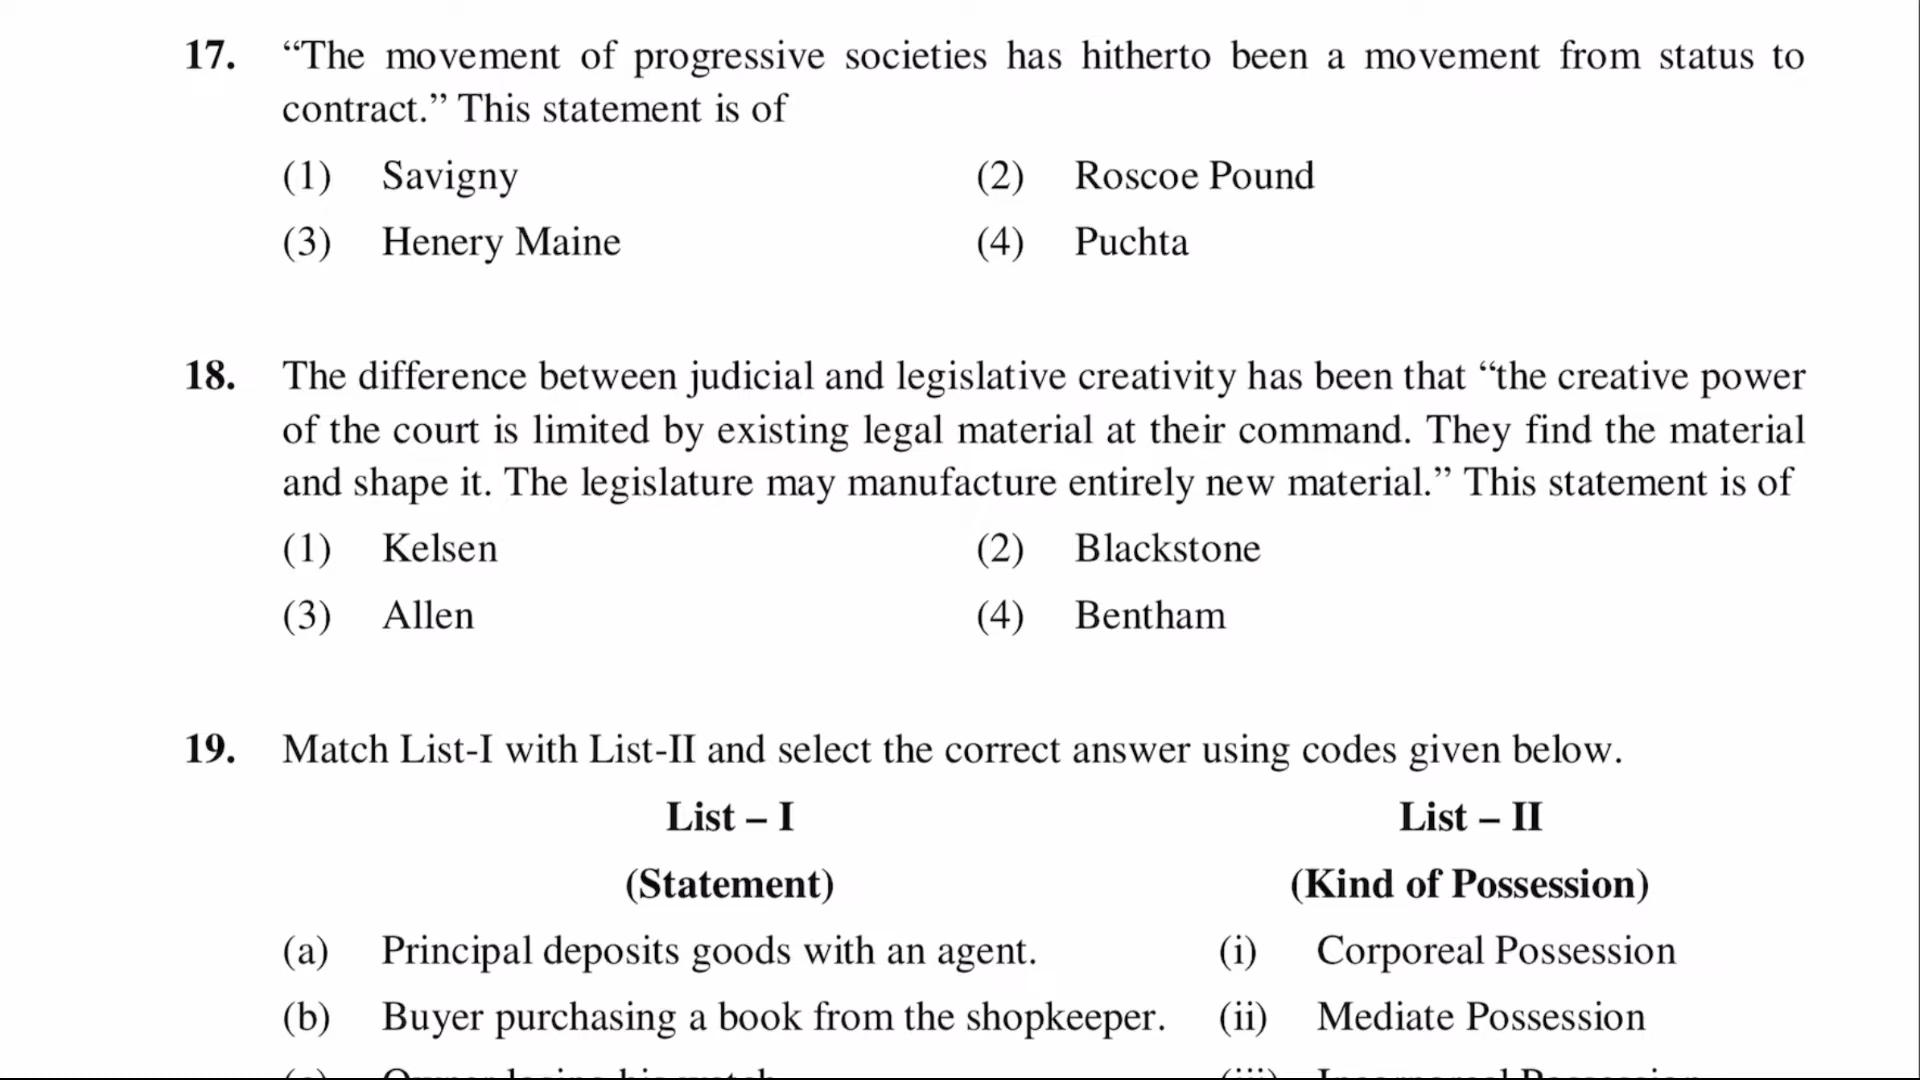 17. “The movement of progressive societies has hitherto been a movement from status to
contract.” This statement is of
(1) Savigny (2) Roscoe Pound
(3) Henery Maine (4) Puchta
18. The difference between judicial and legislative creativity has been that “the creative power
of the court is limited by existing legal material at their command. They find the material
and shape it. The legislature may manufacture entirely new material.” This statement is of
(1) Kelsen (2) Blackstone
(3) Allen (4) Bentham
19. Match List-I with List-II and select the correct answer using codes given below.
List – I List – II
(Statement) (Kind of Possession)
(a) Principal deposits goods with an agent. (i) Corporeal Possession
(b) Buyer purchasing a book from the shopkeeper. (ii) Mediate Possession